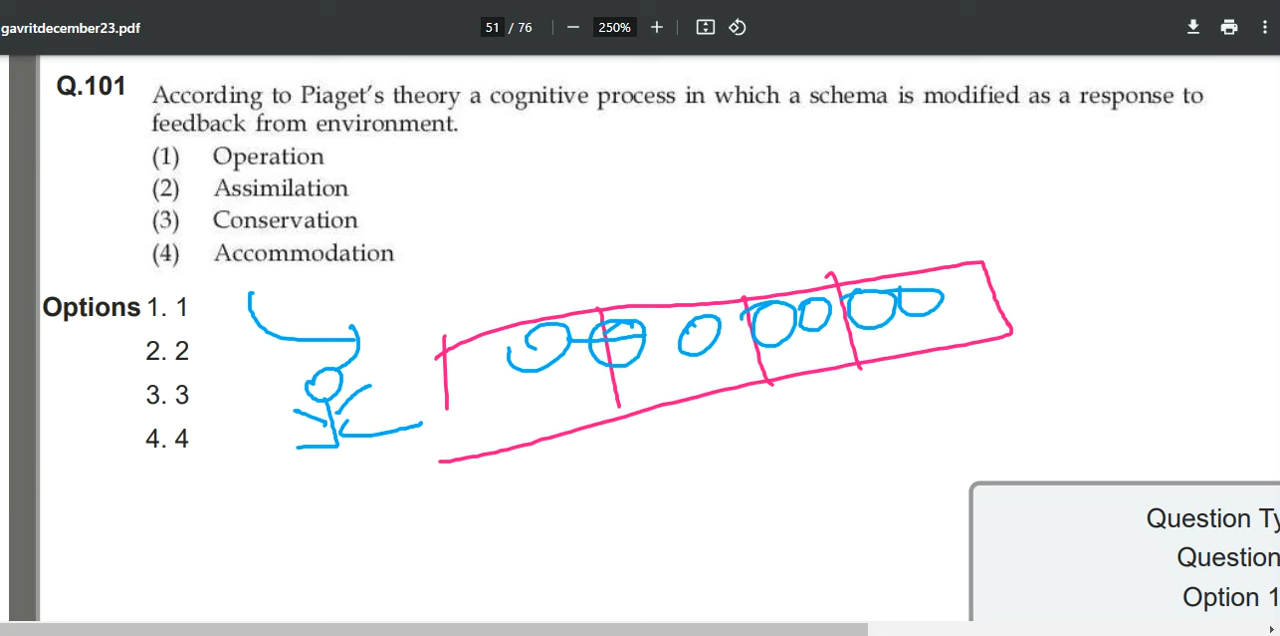 gavritdecember23.pdf 51 / 76 250%
Q.101 According to Piaget's theory a cognitive process in which a schema is modified as a response to
feedback from environment.
(1) Operation
(2) Assimilation
(3) Conservation
(4) Accommodation
Options 1. 1
2. 2
3. 3
4. 4
Question Ty
Question
Option 1